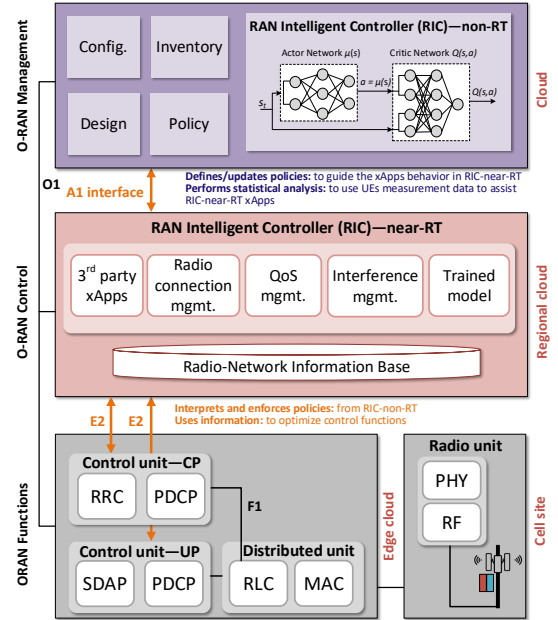 O-RAN Management
Config.
Inventory
Design
Policy
RAN Intelligent Controller (RIC)—non-RT
Actor Network μ(s)
Critic Network Q(s,a)
a = μ(s)
Q(s,a)
s_t
Cloud
O1
A1 interface
Defines/updates policies: to guide the xApps behavior in RIC-near-RT
Performs statistical analysis: to use UEs measurement data to assist
RIC-near-RT xApps
O-RAN Control
RAN Intelligent Controller (RIC)—near-RT
3rd party
xApps
Radio
connection
mgmt.
QoS
mgmt.
Interference
mgmt.
Trained
model
Radio-Network Information Base
Regional cloud
E2
E2
Interprets and enforces policies: from RIC-non-RT
Uses information: to optimize control functions
ORAN Functions
Control unit—CP
RRC
PDCP
F1
Control unit—UP
SDAP
PDCP
Distributed unit
RLC
MAC
Edge cloud
Radio unit
PHY
RF
Cell site